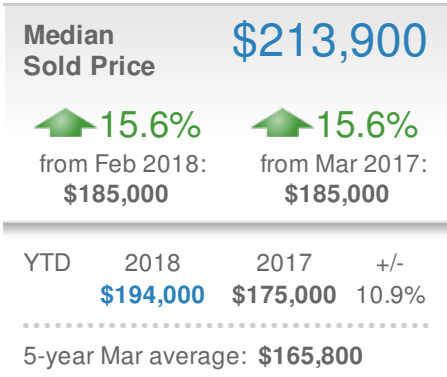 Median $213,900
Sold Price
15.6% 15.6%
from Feb 2018: from Mar 2017:
$185,000 $185,000
YTD 2018 2017 +/-
$194,000 $175,000 10.9%
5-year Mar average: $165,800